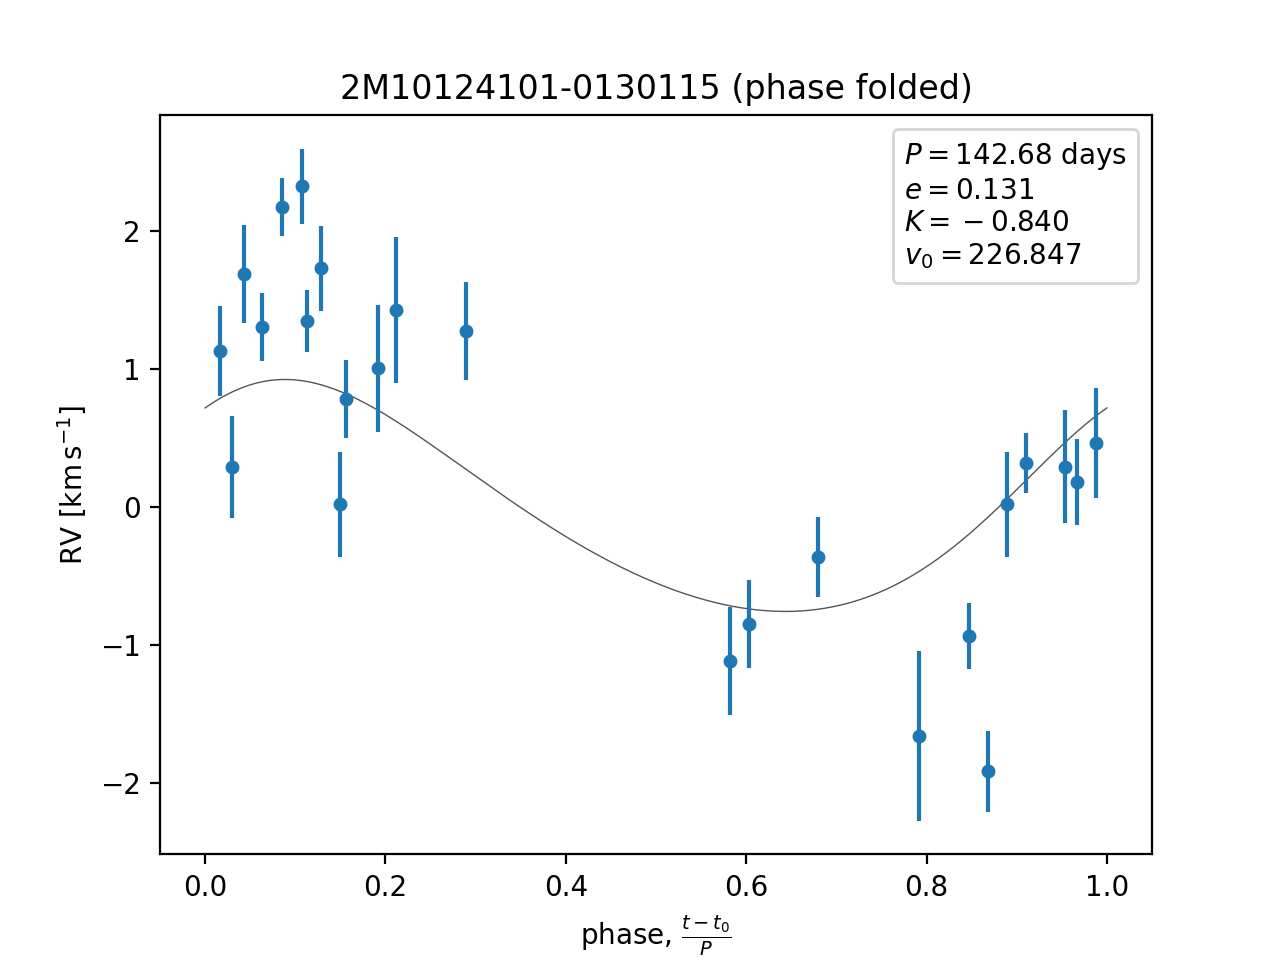 2M10124101-0130115 (phase folded)
P = 142.68 days
e = 0.131
K = −0.840
v₀ = 226.847
RV [km s⁻¹]
2
1
0
−1
−2
0.0 0.2 0.4 0.6 0.8 1.0
phase, (t − t₀)/P